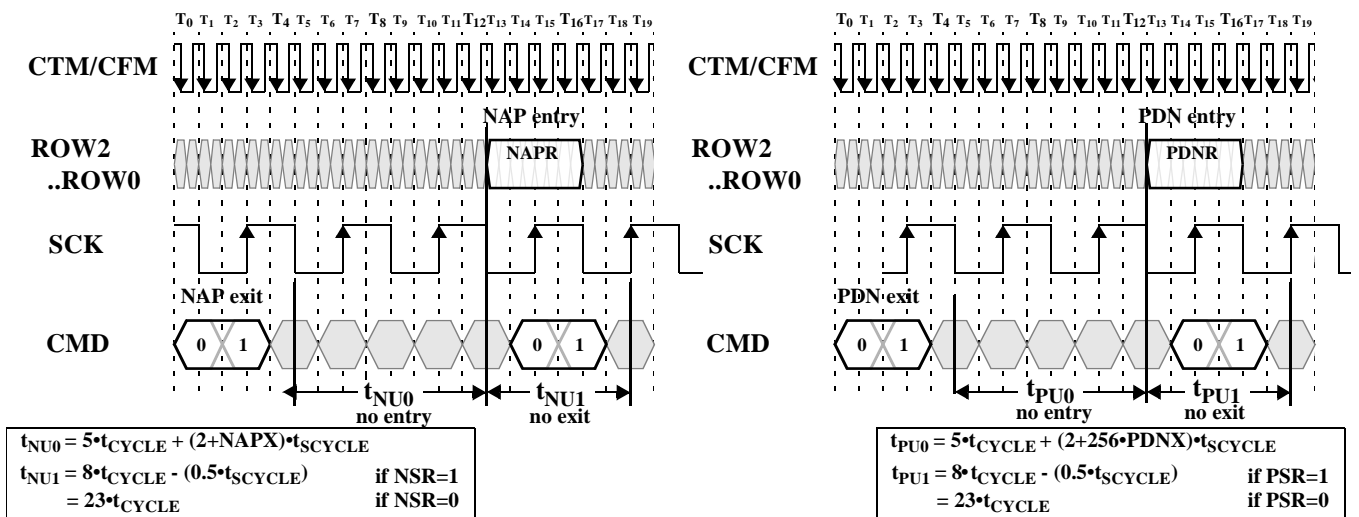 T0 T1 T2 T3 T4 T5 T6 T7 T8 T9 T10 T11 T12 T13 T14 T15 T16 T17 T18 T19
CTM/CFM
NAP entry
ROW2
..ROW0
NAPR
SCK
NAP exit
CMD
0 1 0 1
tNU0
no entry
tNU1
no exit
tNU0 = 5•tCYCLE + (2+NAPX)•tSCYCLE
tNU1 = 8•tCYCLE - (0.5•tSCYCLE) if NSR=1
= 23•tCYCLE if NSR=0
T0 T1 T2 T3 T4 T5 T6 T7 T8 T9 T10 T11 T12 T13 T14 T15 T16 T17 T18 T19
CTM/CFM
PDN entry
ROW2
..ROW0
PDNR
SCK
PDN exit
CMD
0 1 0 1
tPU0
no entry
tPU1
no exit
tPU0 = 5•tCYCLE + (2+256•PDNX)•tSCYCLE
tPU1 = 8•tCYCLE - (0.5•tSCYCLE) if PSR=1
= 23•tCYCLE if PSR=0